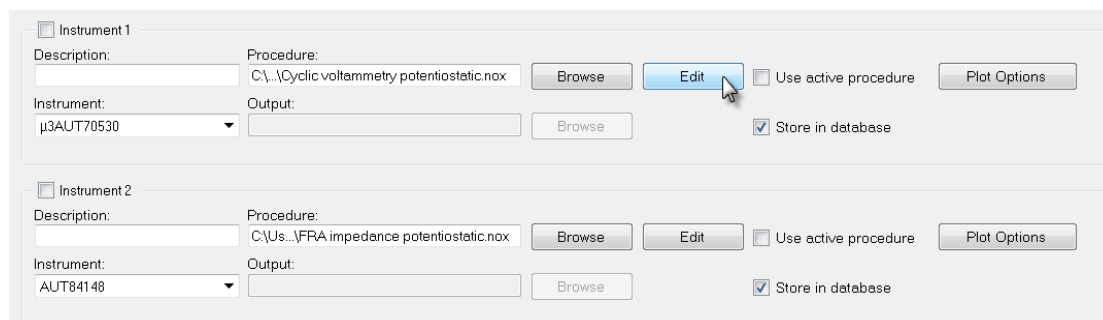 Instrument 1
Description: Procedure:
C:\...\Cyclic voltammetry potentiostatic.nox Browse Edit Use active procedure Plot Options
Instrument: Output:
µ3AUT70530 Browse Store in database
Instrument 2
Description: Procedure:
C:\Us...\FRA impedance potentiostatic.nox Browse Edit Use active procedure Plot Options
Instrument: Output:
AUT84148 Browse Store in database